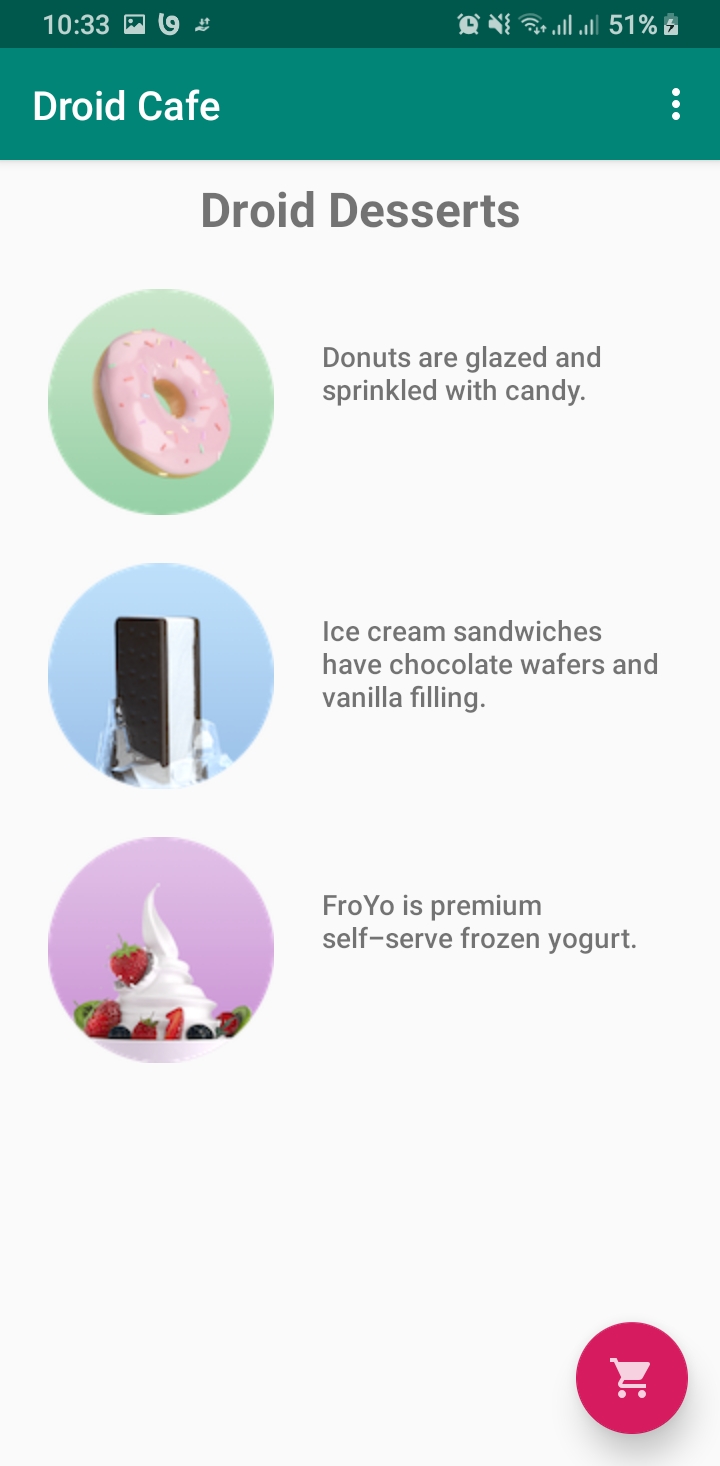 10:33
51%
Droid Cafe
Droid Desserts
Donuts are glazed and
sprinkled with candy.
Ice cream sandwiches
have chocolate wafers and
vanilla filling.
FroYo is premium
self–serve frozen yogurt.